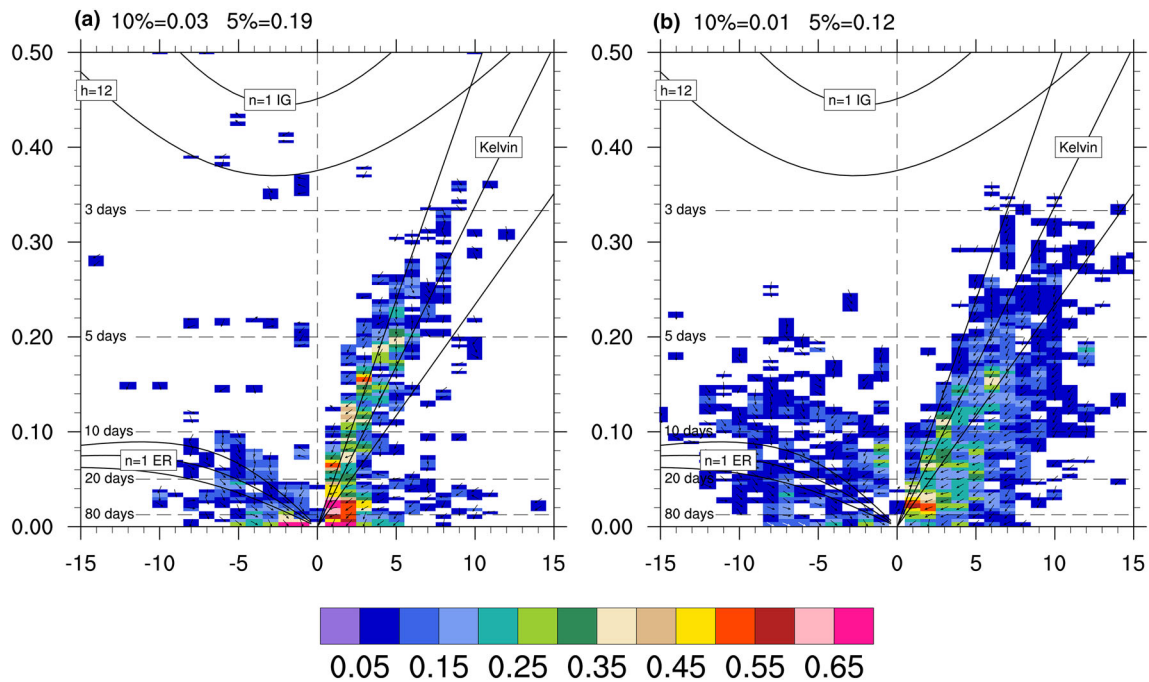 (a) 10%=0.03 5%=0.19
0.50
0.40
0.30
0.20
0.10
0.00
h=12
n=1 IG
Kelvin
3 days
5 days
10 days
n=1 ER
20 days
80 days
-15 -10 -5 0 5 10 15
(b) 10%=0.01 5%=0.12
0.50
0.40
0.30
0.20
0.10
0.00
h=12
n=1 IG
Kelvin
3 days
5 days
10 days
n=1 ER
20 days
80 days
-15 -10 -5 0 5 10 15
0.05 0.15 0.25 0.35 0.45 0.55 0.65